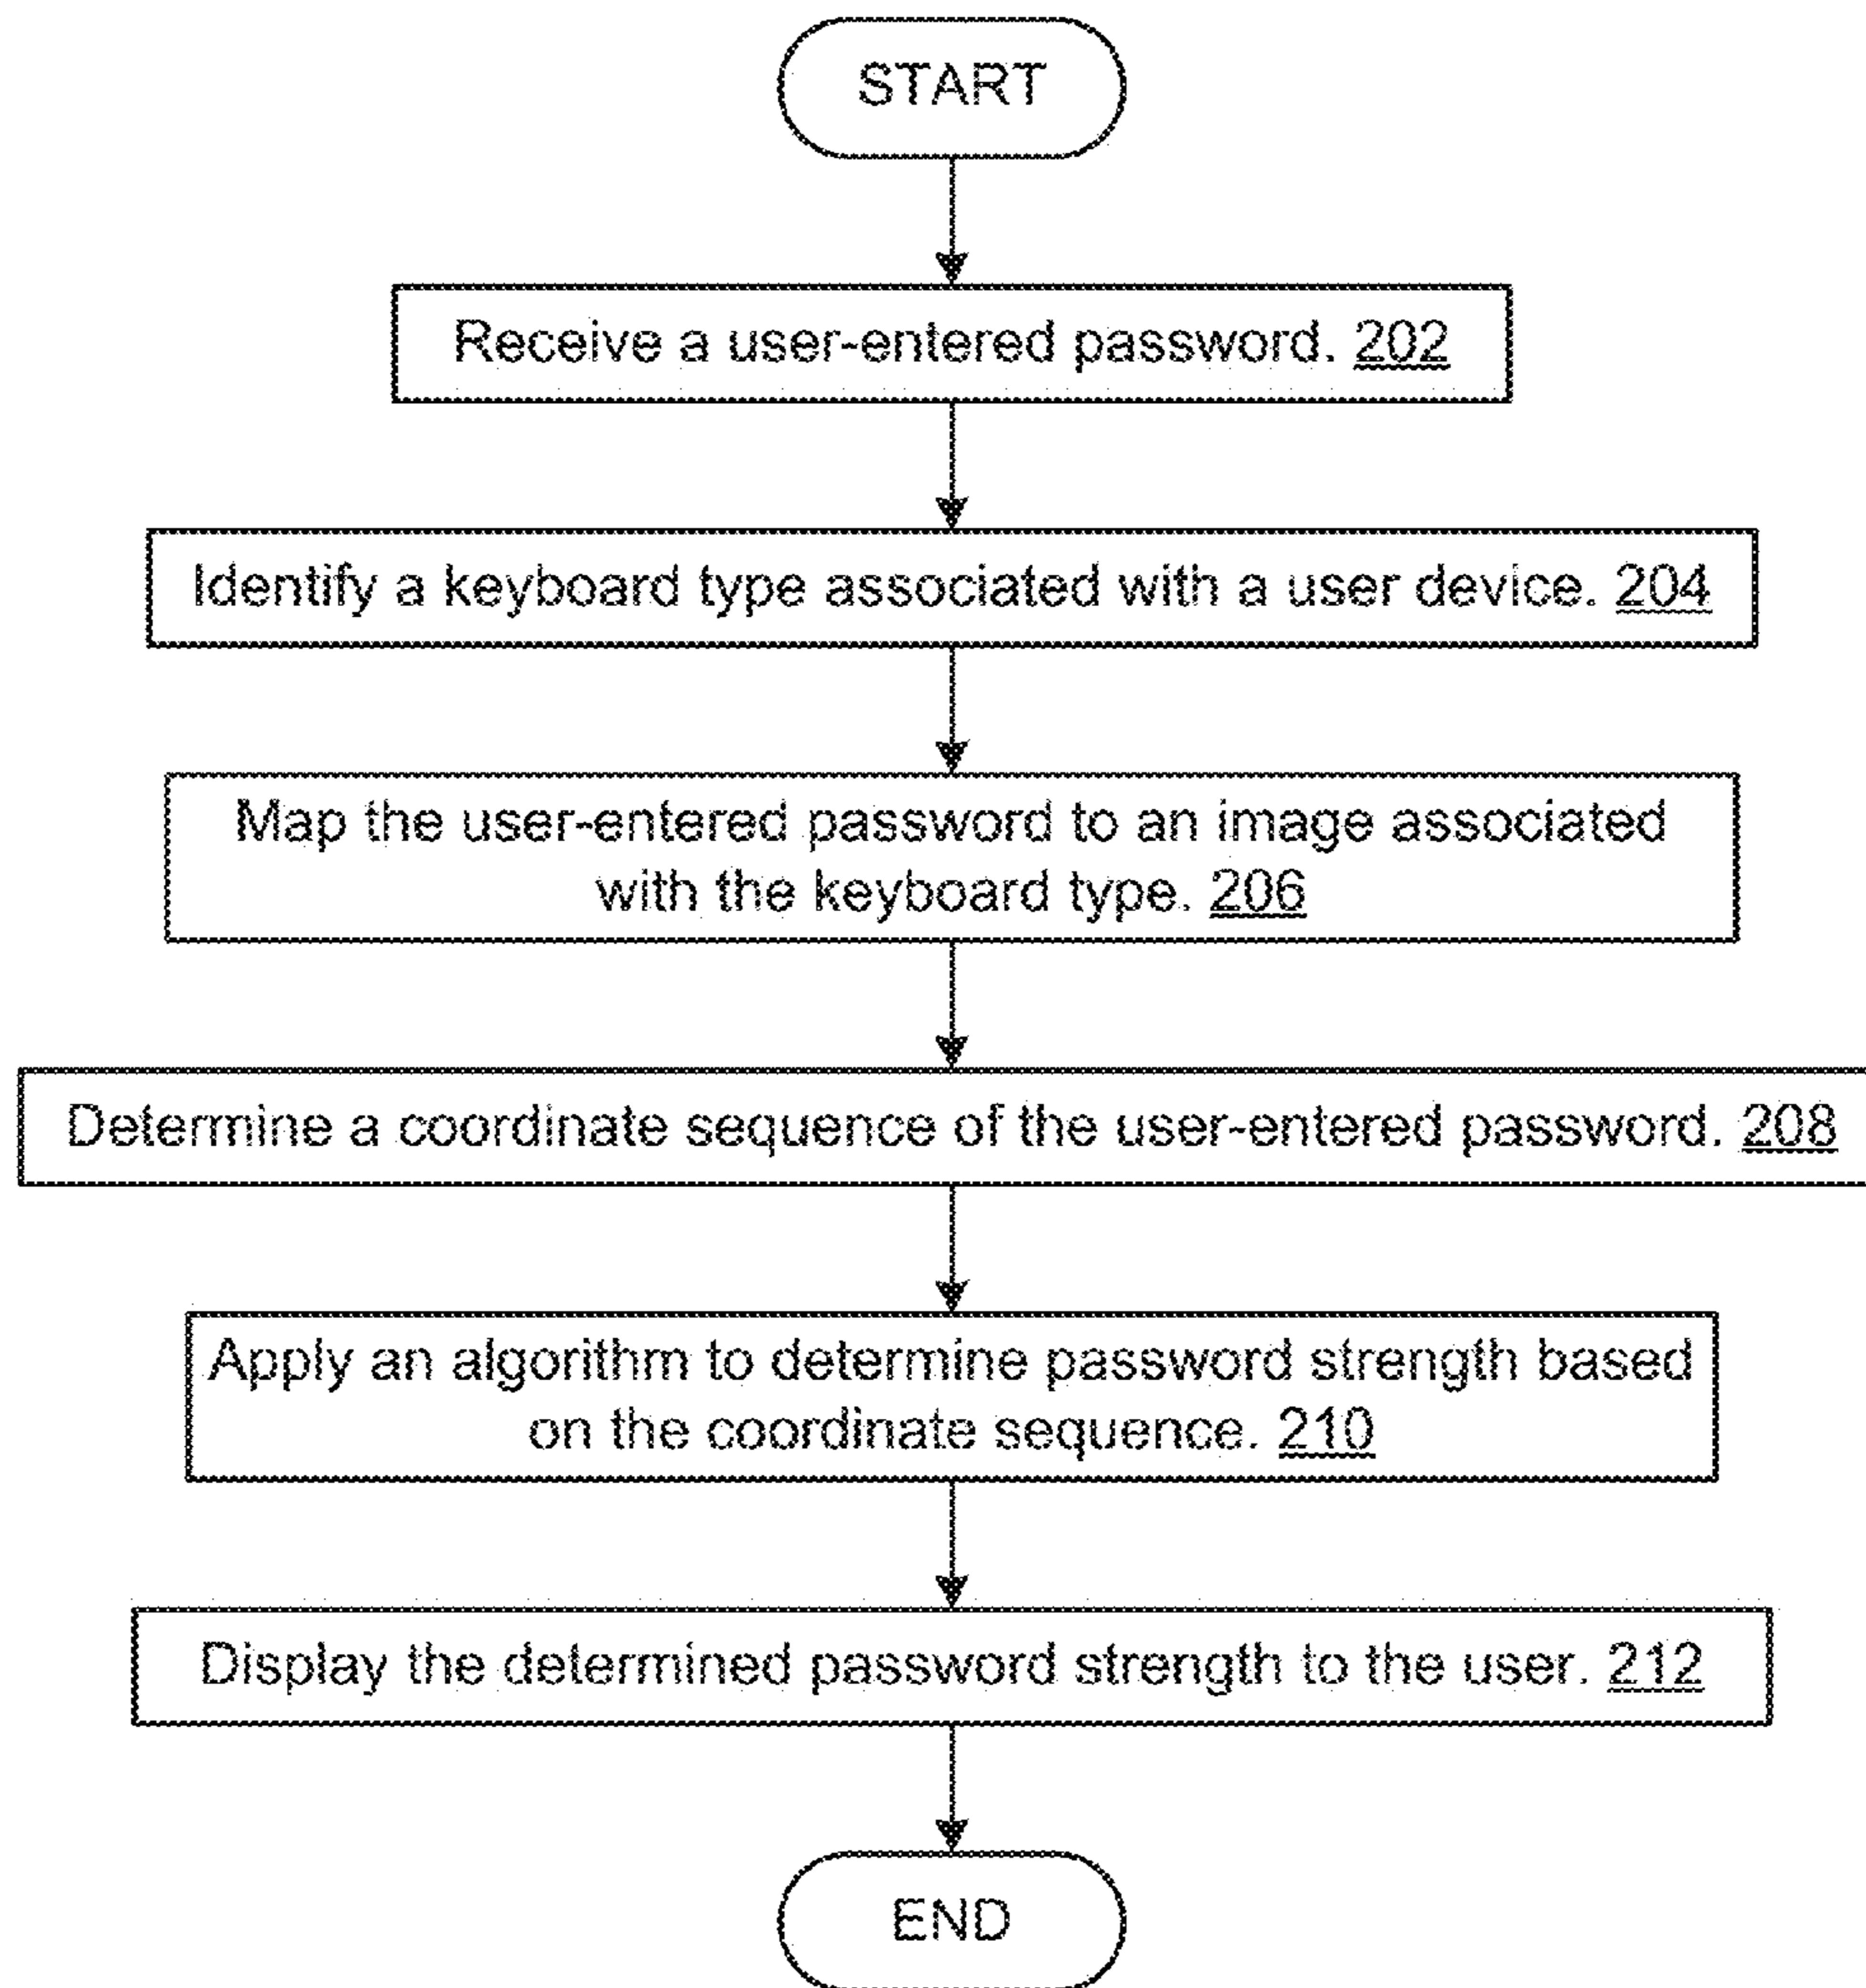 START
Receive a user-entered password. 202
Identify a keyboard type associated with a user device. 204
Map the user-entered password to an image associated
with the keyboard type. 206
Determine a coordinate sequence of the user-entered password. 208
Apply an algorithm to determine password strength based
on the coordinate sequence. 210
Display the determined password strength to the user. 212
END